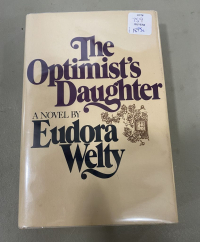 The
Optimist's
Daughter
A NOVEL BY
Eudora
Welty